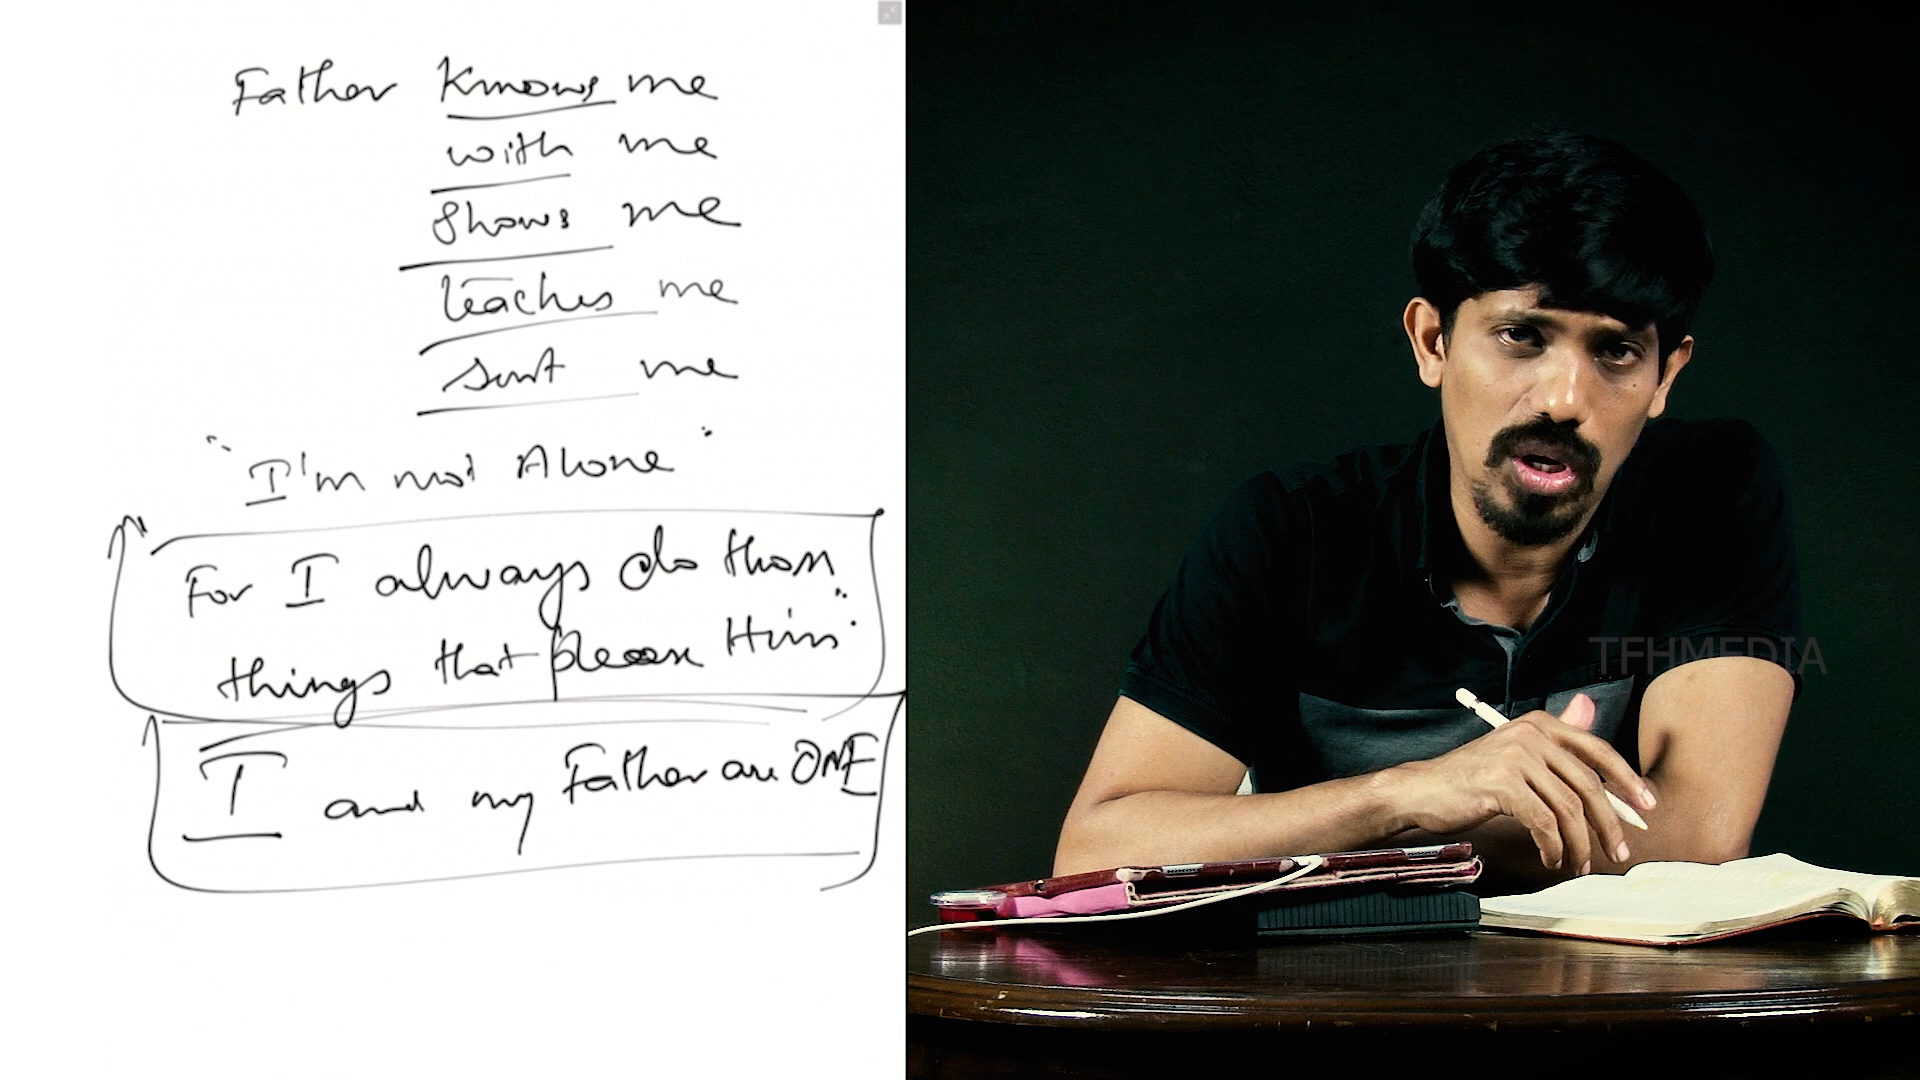 Father Knows me
with me
Shows me
teaches me
sent me
"I'm not Alone"
"For I always do those
things that please Him"
I and my Father are ONE
TFHMEDIA